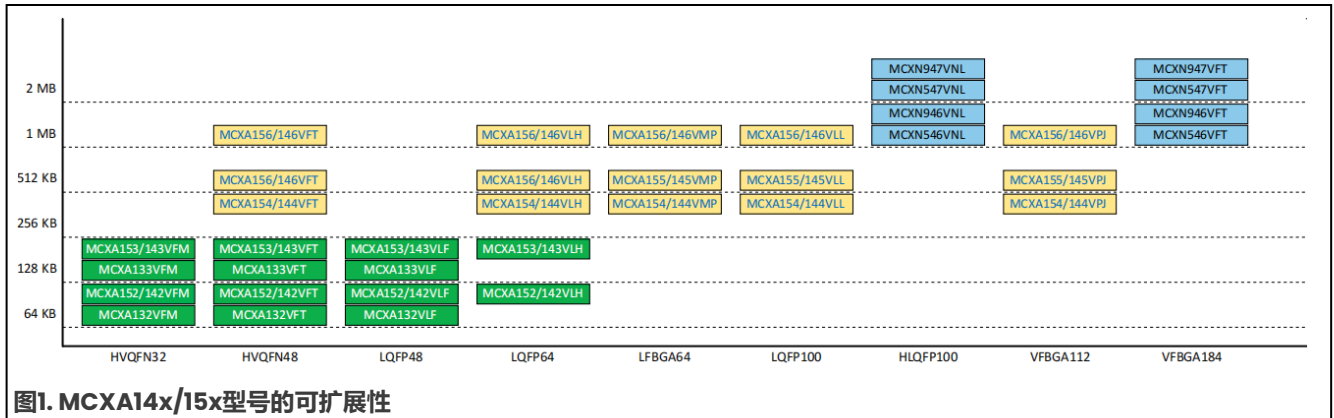 MCXN947VNL MCXN947VFT
2 MB MCXN547VNL MCXN547VFT
MCXN946VNL MCXN946VFT
1 MB MCXA156/146VFT MCXA156/146VLH MCXA156/146VMP MCXA156/146VLL MCXN546VNL MCXA156/146VPJ MCXN546VFT
512 KB MCXA156/146VFT MCXA156/146VLH MCXA155/145VMP MCXA155/145VLL MCXA155/145VPJ
MCXA154/144VFT MCXA154/144VLH MCXA154/144VMP MCXA154/144VLL MCXA154/144VPJ
256 KB
MCXA153/143VFM MCXA153/143VFT MCXA153/143VLF MCXA153/143VLH
128 KB MCXA133VFM MCXA133VFT MCXA133VLF
MCXA152/142VFM MCXA152/142VFT MCXA152/142VLF MCXA152/142VLH
64 KB MCXA132VFM MCXA132VFT MCXA132VLF
HVQFN32 HVQFN48 LQFP48 LQFP64 LFBGA64 LQFP100 HLQFP100 VFBGA112 VFBGA184
图1. MCXA14x/15x型号的可扩展性